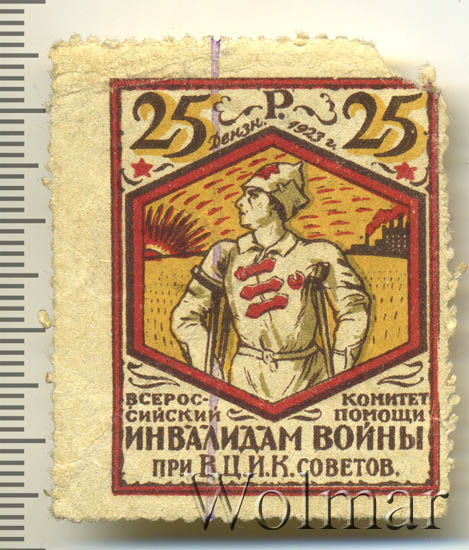 25 Р. 25
Дензн. 1923 г.
ВСЕРОС- КОМИТЕТ
СИЙСКИЙ ПОМОЩИ
ИНВАЛИДАМ ВОЙНЫ
ПРИ В.Ц.И.К. СОВЕТОВ.
Wolmar